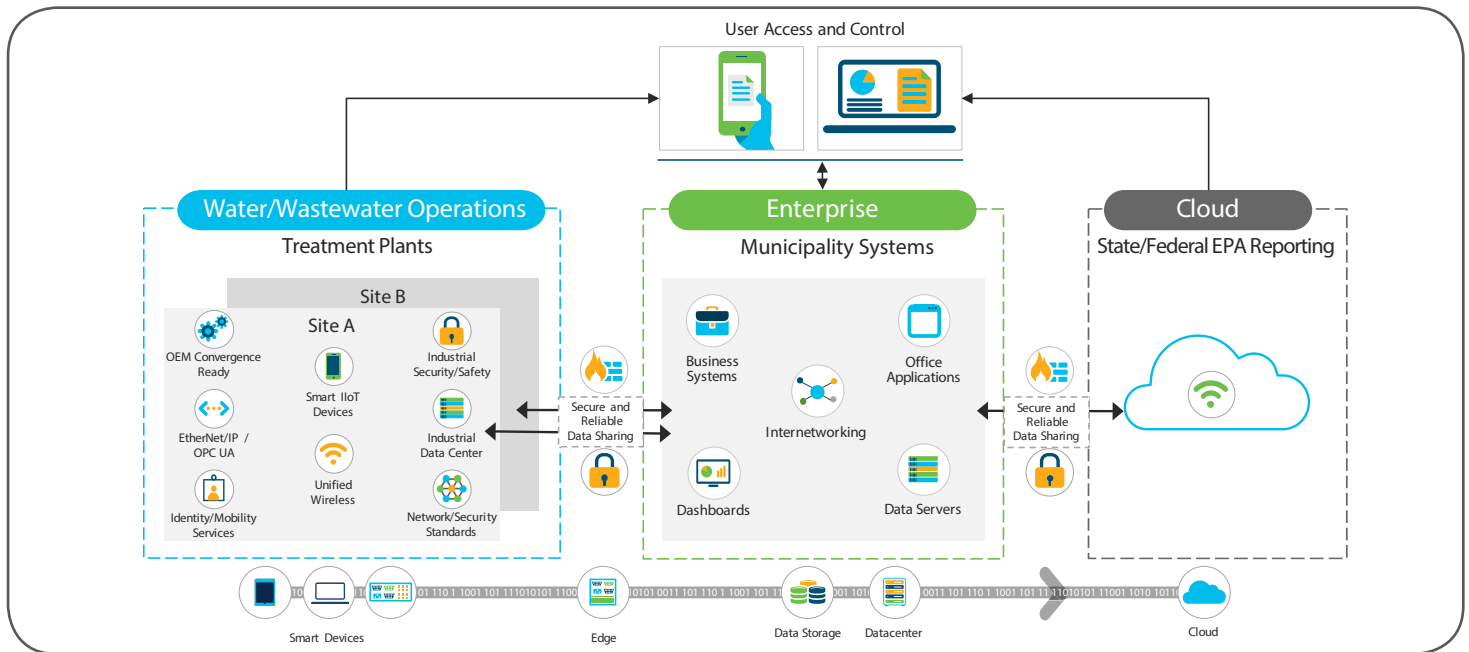 User Access and Control
Water/Wastewater Operations
Treatment Plants
Site B
Site A
OEM Convergence
Ready
Smart IIoT
Devices
Industrial
Security/Safety
EtherNet/IP /
OPC UA
Industrial
Data Center
Unified
Wireless
Identity/Mobility
Services
Network/Security
Standards
Secure and
Reliable
Data Sharing
Enterprise
Municipality Systems
Business
Systems
Office
Applications
Internetworking
Dashboards
Data Servers
Secure and
Reliable
Data Sharing
Cloud
State/Federal EPA Reporting
Smart Devices
Edge
Data Storage
Datacenter
Cloud